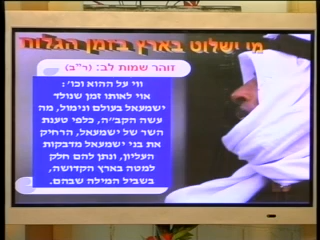 מי ישלוט בארץ בזמן הגלות
זוהר שמות לב: (ר"ב)
ווי על ההוא וכו':
אוי לאותו זמן שנולד
ישמעאל בעולם ונימול, מה
עשה הקב"ה, כלפי טענת
השר של ישמעאל, הרחיק
את בני ישמעאל מדבקות
העליון, ונתן להם חלק
למטה בארץ הקדושה,
בשביל המילה שבהם.